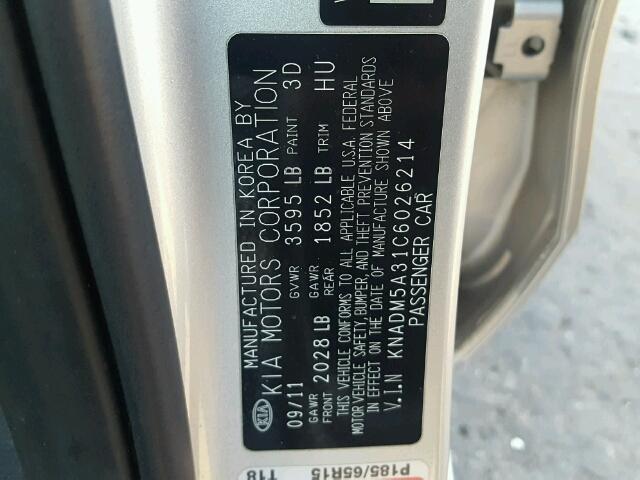 MANUFACTURED IN KOREA BY
KIA KIA MOTORS CORPORATION
09/11 GVWR 3595 LB PAINT 3D
GAWR FRONT 2028 LB GAWR REAR 1852 LB TRIM HU
THIS VEHICLE CONFORMS TO ALL APPLICABLE U.S.A. FEDERAL
MOTOR VEHICLE SAFETY, BUMPER, AND THEFT PREVENTION STANDARDS
IN EFFECT ON THE DATE OF MANUFACTURE SHOWN ABOVE
V.I.N KNADM5A31C6026214
PASSENGER CAR
P185/65R15
T18